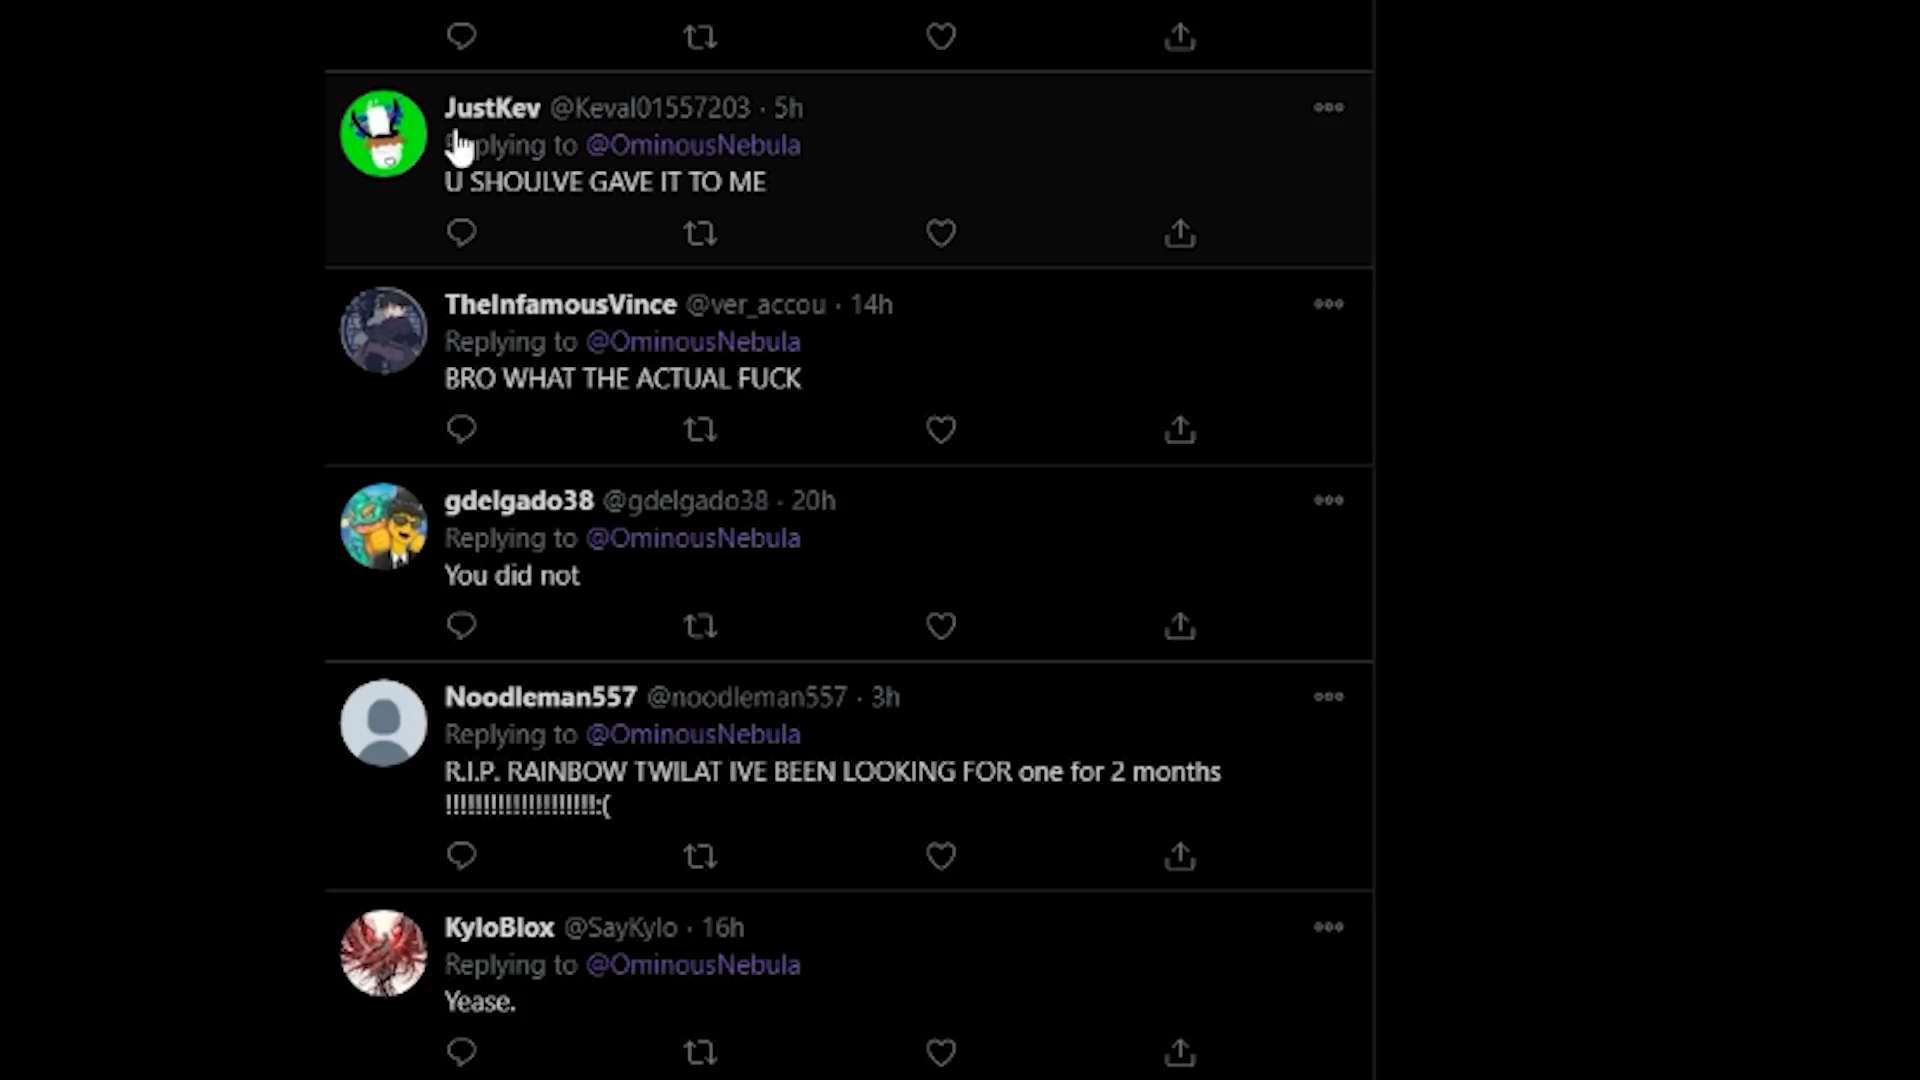 JustKev @Keval01557203 · 5h
Replying to @OminousNebula
U SHOULVE GAVE IT TO ME
TheInfamousVince @ver_accou · 14h
Replying to @OminousNebula
BRO WHAT THE ACTUAL FUCK
gdelgado38 @gdelgado38 · 20h
Replying to @OminousNebula
You did not
Noodleman557 @noodleman557 · 3h
Replying to @OminousNebula
R.I.P. RAINBOW TWILAT IVE BEEN LOOKING FOR one for 2 months
!!!!!!!!!!!!!!!!!!!!!!!!:(
KyloBlox @SayKylo · 16h
Replying to @OminousNebula
Yease.